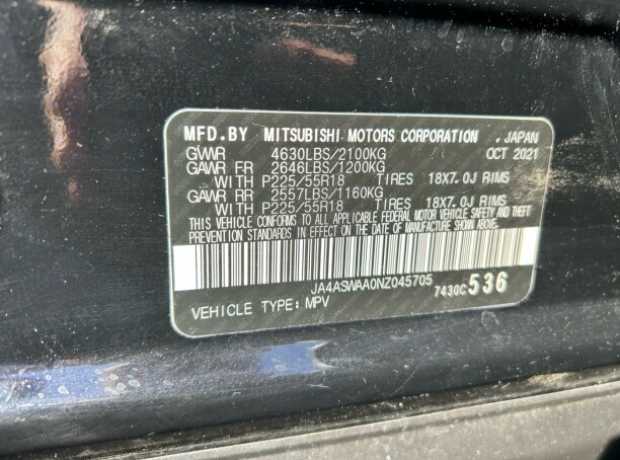 MFD.BY MITSUBISHI MOTORS CORPORATION, JAPAN
GVWR 4630LBS/2100KG OCT 2021
GAWR FR 2646LBS/1200KG
WITH P225/55R18 TIRES 18X7.0J RIMS
GAWR RR 2557LBS/1160KG
WITH P225/55R18 TIRES 18X7.0J RIMS
THIS VEHICLE CONFORMS TO ALL APPLICABLE FEDERAL MOTOR VEHICLE SAFETY AND THEFT
PREVENTION STANDARDS IN EFFECT ON THE DATE OF MANUFACTURE SHOWN ABOVE.
JA4ASWAA0NZ045705
7430C 536
VEHICLE TYPE: MPV